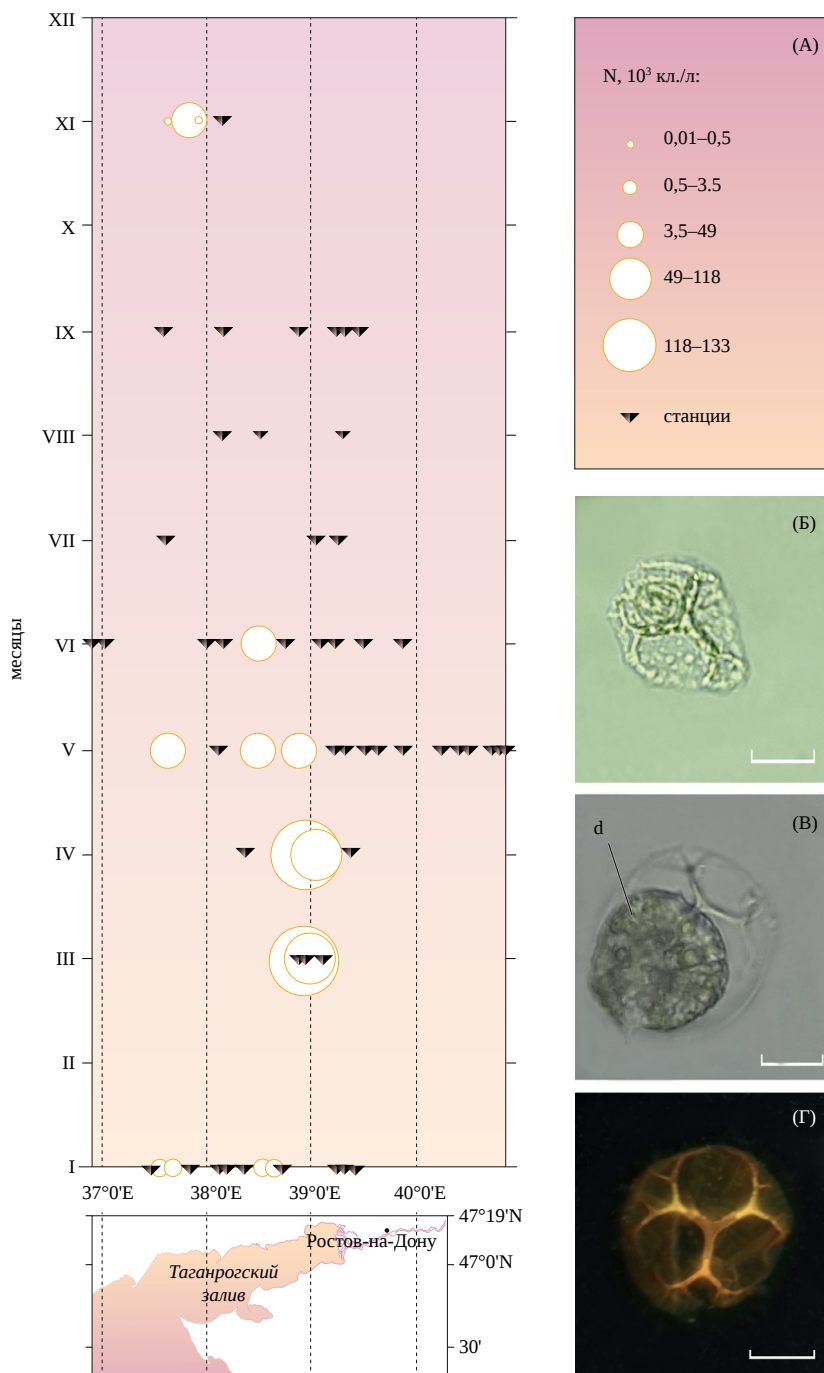 XII
XI
X
IX
VIII
VII
VI
V
IV
III
II
I
месяцы
37°0'E
38°0'E
39°0'E
40°0'E
47°19'N
47°0'N
30'
Ростов-на-Дону
Таганрогский
залив
(А)
N, 10³ кл./л:
0,01–0,5
0,5–3.5
3,5–49
49–118
118–133
станции
(Б)
(В)
d
(Г)